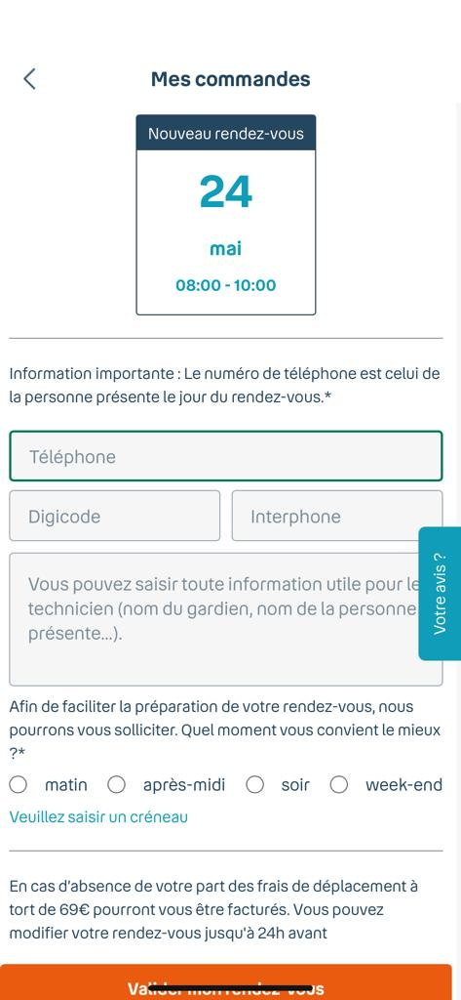 Mes commandes
Nouveau rendez-vous
24
mai
08:00 - 10:00
Information importante : Le numéro de téléphone est celui de
la personne présente le jour du rendez-vous.*
Téléphone
Digicode
Interphone
Votre avis ?
Vous pouvez saisir toute information utile pour le
technicien (nom du gardien, nom de la personne
présente...).
Afin de faciliter la préparation de votre rendez-vous, nous
pourrons vous solliciter. Quel moment vous convient le mieux
?*
matin après-midi soir week-end
Veuillez saisir un créneau
En cas d'absence de votre part des frais de déplacement à
tort de 69€ pourront vous être facturés. Vous pouvez
modifier votre rendez-vous jusqu'à 24h avant
Valider mon rendez-vous